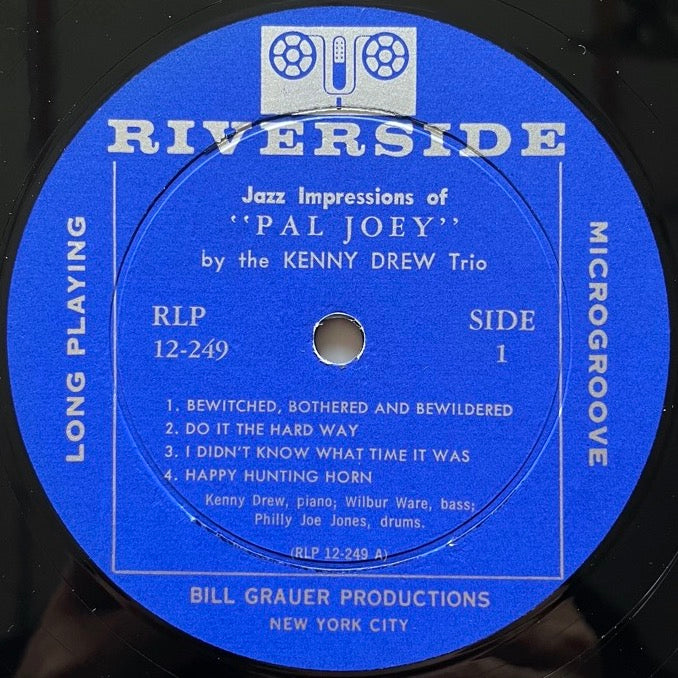 RIVERSIDE
Jazz Impressions of
“PAL JOEY”
by the KENNY DREW Trio
LONG PLAYING
MICROGROOVE
RLP
12-249
SIDE
1
1. BEWITCHED, BOTHERED AND BEWILDERED
2. DO IT THE HARD WAY
3. I DIDN'T KNOW WHAT TIME IT WAS
4. HAPPY HUNTING HORN
Kenny Drew, piano; Wilbur Ware, bass;
Philly Joe Jones, drums.
(RLP 12-249 A)
BILL GRAUER PRODUCTIONS
NEW YORK CITY